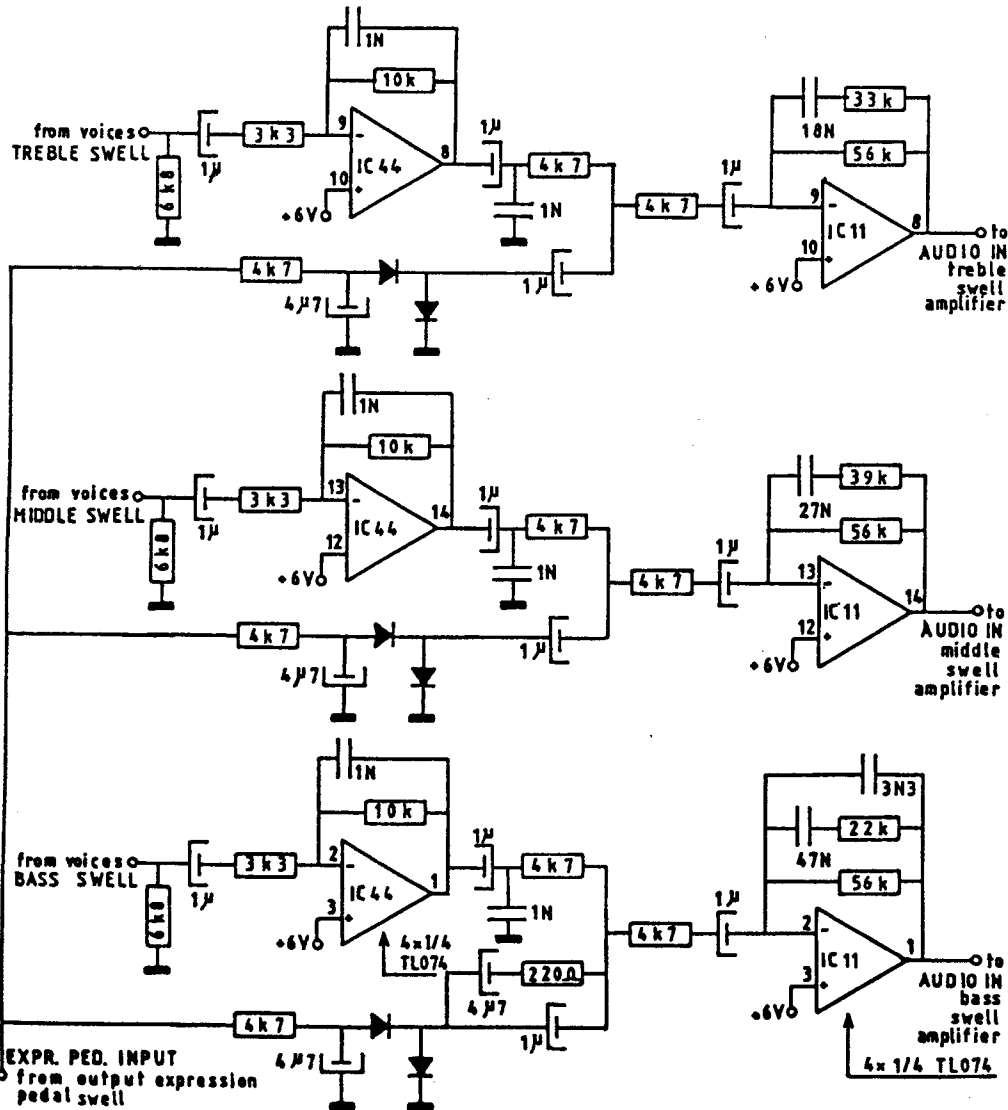 1N
10k
from voices
TREBLE SWELL
1µ
3k3
6k8
9
8
IC44
10
+6V
1µ
4k7
1N
4k7
1µ
18N
33k
56k
9
8
IC11
10
+6V
to
AUDIO IN
treble
swell
amplifier
4k7
4µ7
1µ
1N
10k
from voices
MIDDLE SWELL
1µ
3k3
6k8
13
14
IC44
12
+6V
1µ
4k7
1N
4k7
1µ
27N
39k
56k
13
14
IC11
12
+6V
to
AUDIO IN
middle
swell
amplifier
4k7
4µ7
1µ
1N
10k
from voices
BASS SWELL
1µ
3k3
6k8
2
1
IC44
3
+6V
4x1/4
TL074
1µ
4k7
1N
4µ7
220Ω
4k7
1µ
3N3
47N
22k
56k
2
1
IC11
3
+6V
to
AUDIO IN
bass
swell
amplifier
4x 1/4 TL074
4k7
4µ7
1µ
EXPR. PED. INPUT
from output expression
pedal swell